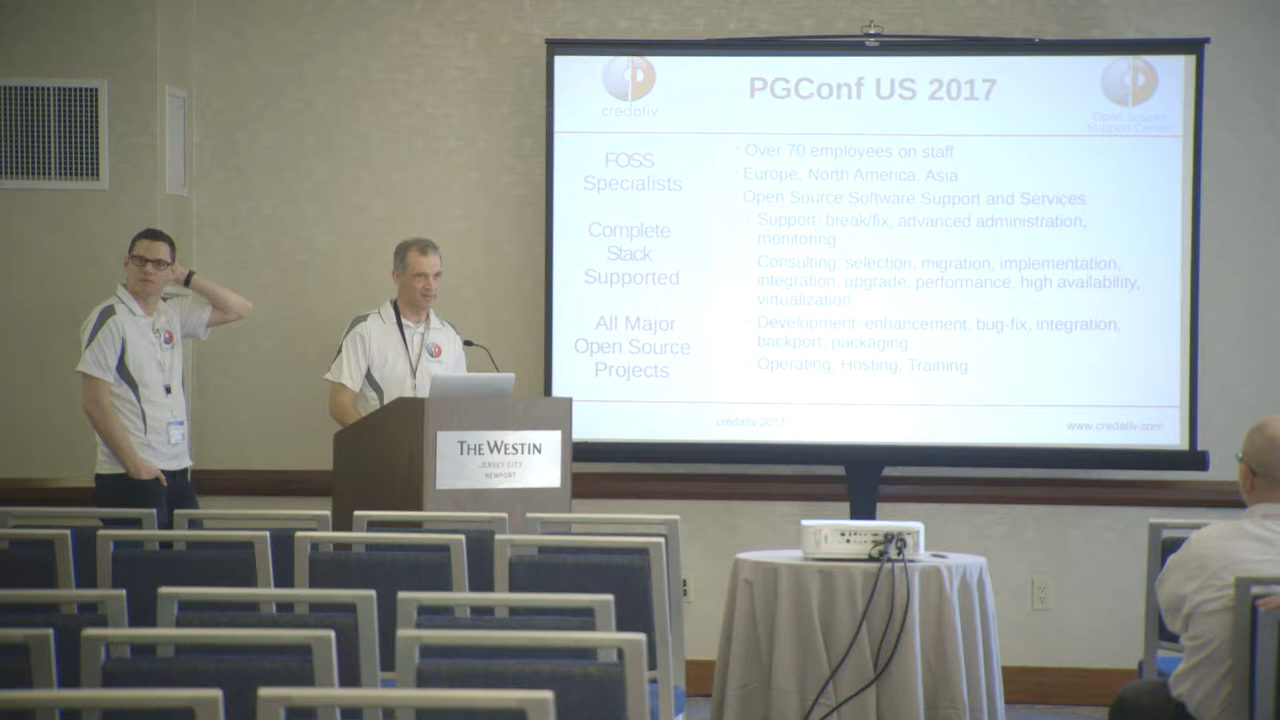 PGConf US 2017
credativ
Open Source
Support Center
FOSS
Specialists
Complete
Stack
Supported
All Major
Open Source
Projects
Over 70 employees on staff
Europe, North America, Asia
Open Source Software Support and Services
Support: break/fix, advanced administration,
monitoring
Consulting: selection, migration, implementation,
integration, upgrade, performance, high availability,
virtualization
Development: enhancement, bug-fix, integration,
backport, packaging
Operating, Hosting, Training
credativ 2017
www.credativ.com
THE WESTIN
JERSEY CITY
NEWPORT